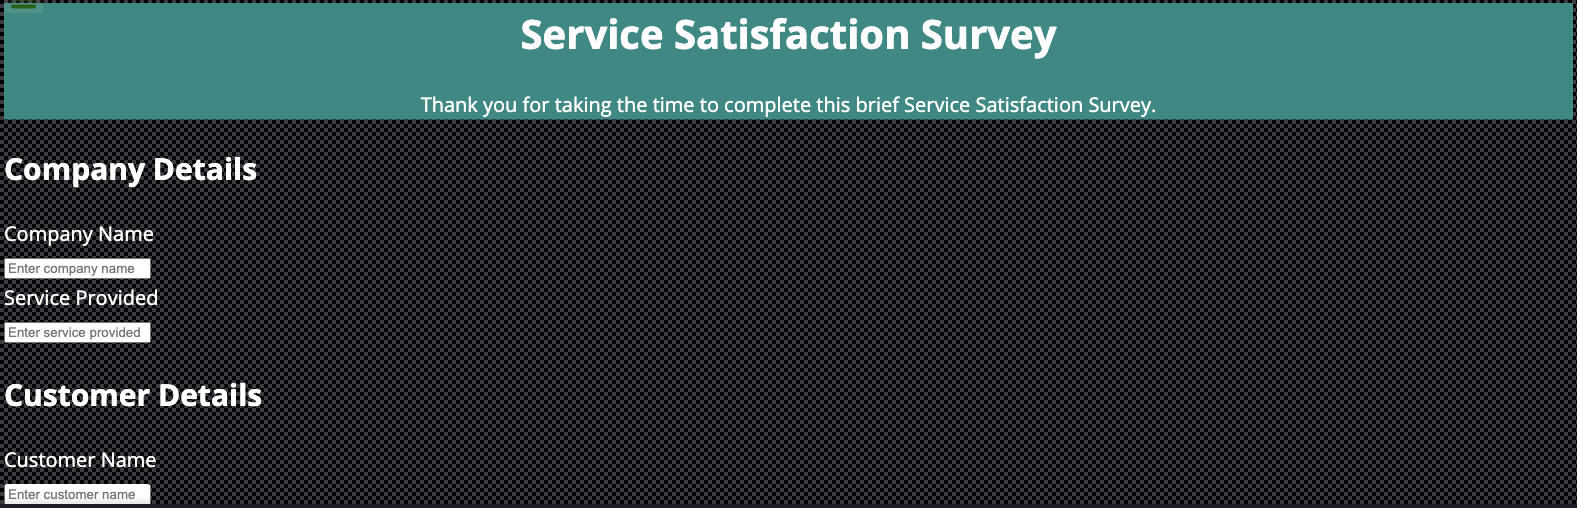 Service Satisfaction Survey
Thank you for taking the time to complete this brief Service Satisfaction Survey.
Company Details
Company Name
Enter company name
Service Provided
Enter service provided
Customer Details
Customer Name
Enter customer name